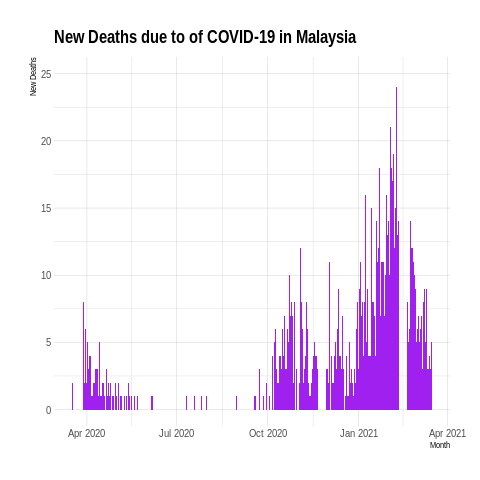 New Deaths due to of COVID-19 in Malaysia
New Deaths
25
20
15
10
5
0
Apr 2020 Jul 2020 Oct 2020 Jan 2021 Apr 2021
Month